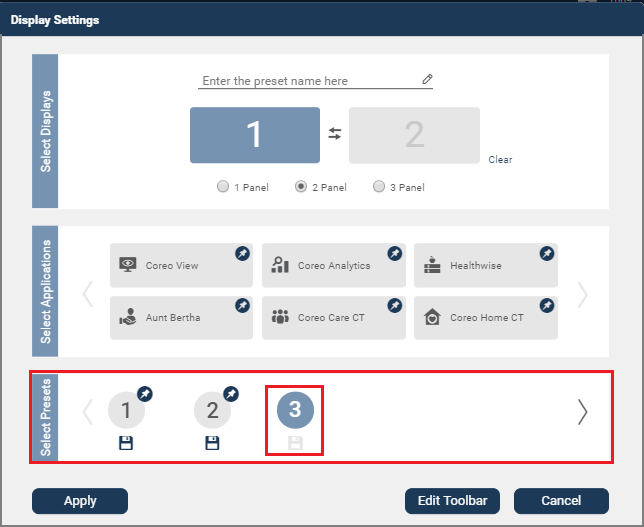 Display Settings
Select Displays
Enter the preset name here
1
2
Clear
1 Panel
2 Panel
3 Panel
Select Applications
Coreo View
Coreo Analytics
Healthwise
Aunt Bertha
Coreo Care CT
Coreo Home CT
Select Presets
1
2
3
Apply
Edit Toolbar
Cancel